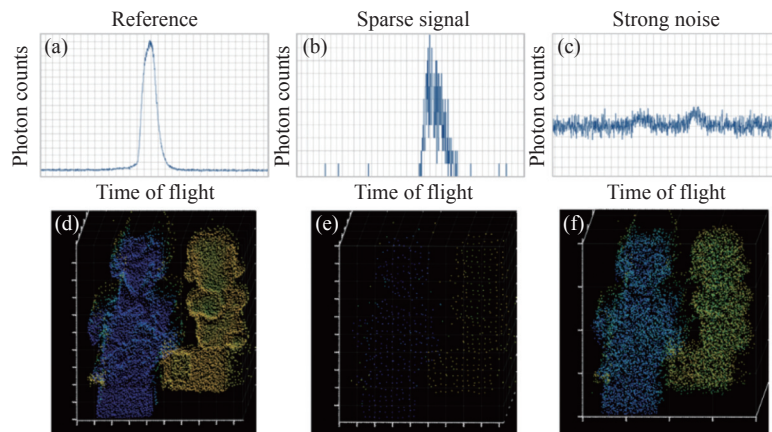 Reference
Sparse signal
Strong noise
(a)
(b)
(c)
Photon counts
Photon counts
Photon counts
Time of flight
Time of flight
Time of flight
(d)
(e)
(f)